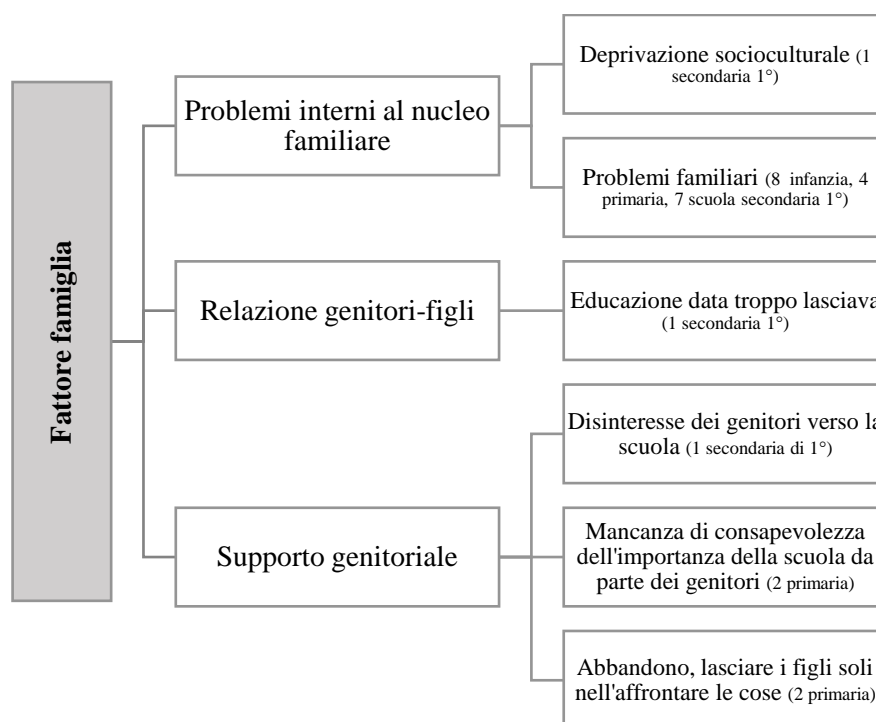 Fattore famiglia
Problemi interni al nucleo
familiare
Deprivazione socioculturale (1
secondaria 1°)
Problemi familiari (8 infanzia, 4
primaria, 7 scuola secondaria 1°)
Relazione genitori-figli
Educazione data troppo lasciava
(1 secondaria 1°)
Supporto genitoriale
Disinteresse dei genitori verso la
scuola (1 secondaria di 1°)
Mancanza di consapevolezza
dell'importanza della scuola da
parte dei genitori (2 primaria)
Abbandono, lasciare i figli soli
nell'affrontare le cose (2 primaria)